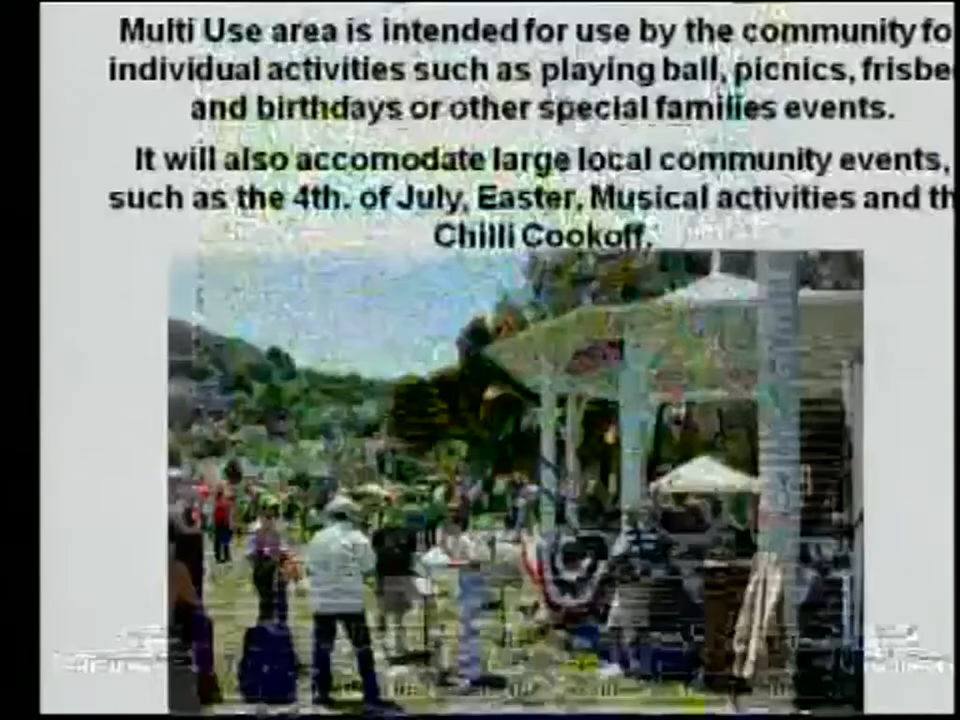 Multi Use area is intended for use by the community fo
individual activities such as playing ball, picnics, frisbe
and birthdays or other special families events.
It will also accomodate large local community events,
such as the 4th. of July, Easter, Musical activities and th
Chilli Cookoff.